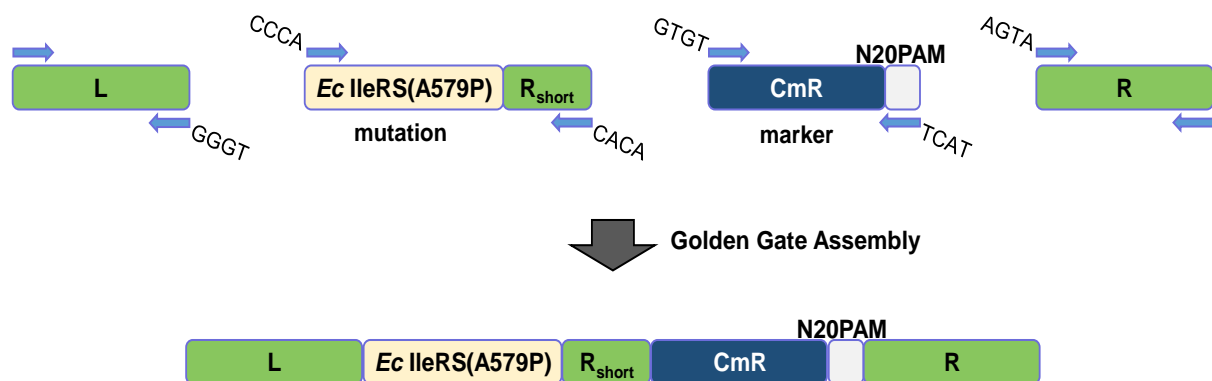 CCCA
GTGT
AGTA
N20PAM
L
Ec IleRS(A579P)
Rshort
CmR
R
GGGT
mutation
CACA
marker
TCAT
Golden Gate Assembly
N20PAM
L
Ec IleRS(A579P)
Rshort
CmR
R